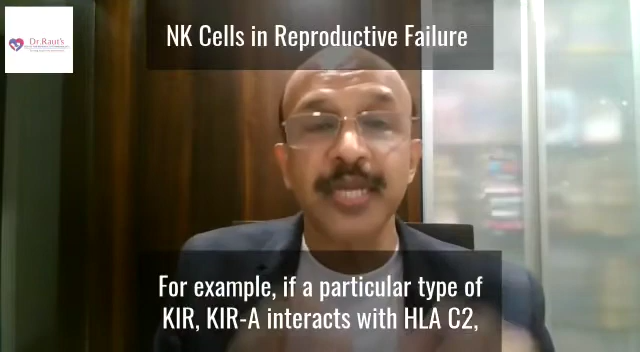 Dr.Raut's
NK Cells in Reproductive Failure
For example, if a particular type of
KIR, KIR-A interacts with HLA C2,